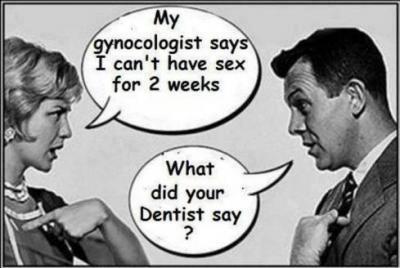 My
gynocologist says
I can't have sex
for 2 weeks
What
did your
Dentist say
?